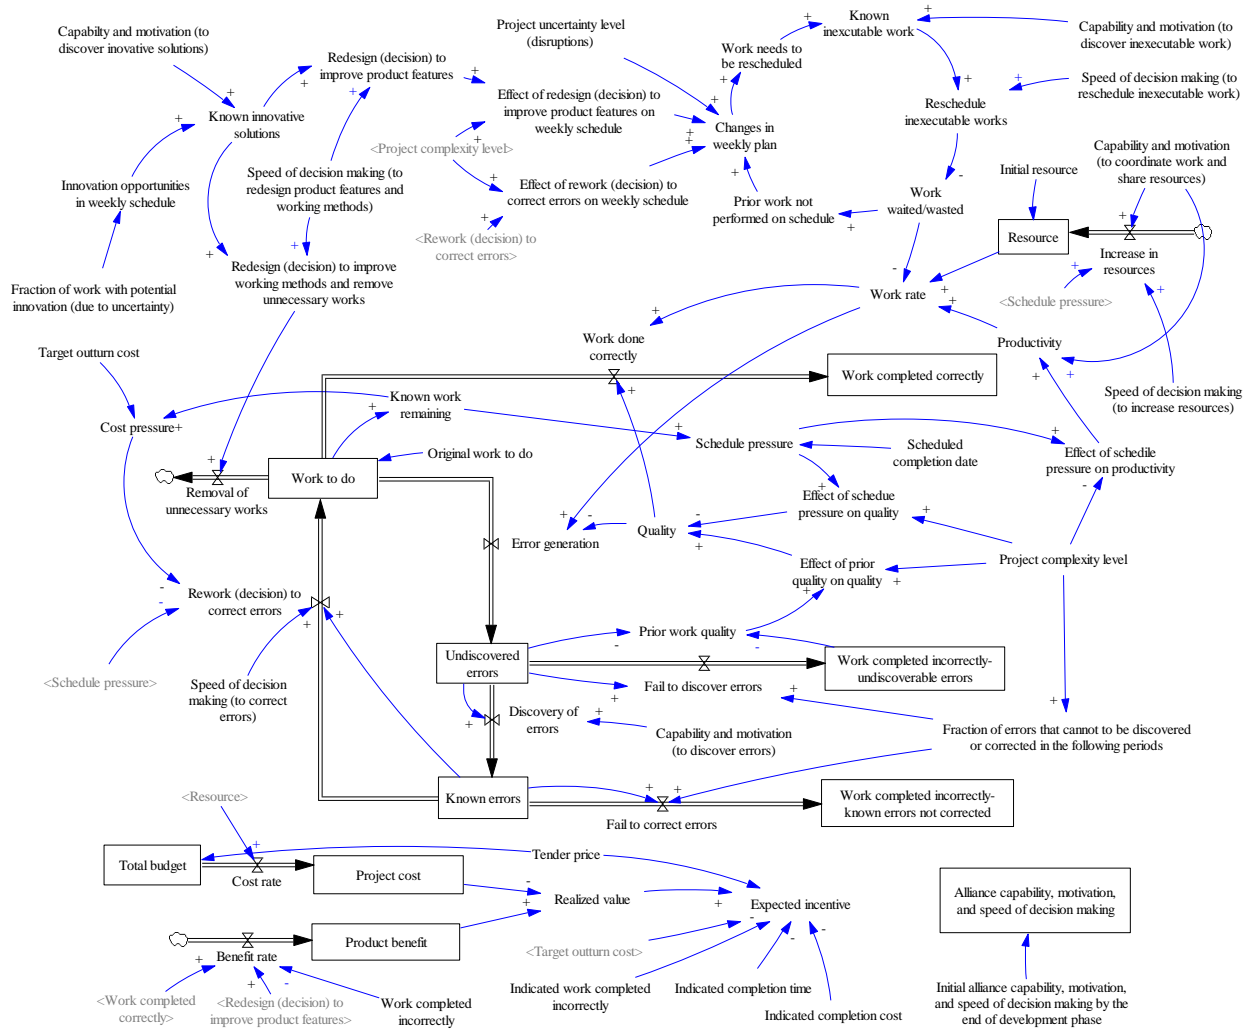 Capability and motivation (to
discover inovative solutions)
Redesign (decision) to
improve product features
Project uncertainty level
(disruptions)
Work needs to
be rescheduled
Known
inexcutable work
Capability and motivation (to
discover inexecutable work)
Speed of decision making (to
reschedule inexecutable work)
Known innovative
solutions
Effect of redesign (decision) to
improve product features on
weekly schedule
Changes in
weekly plan
Reschedule
inexecutable works
<Project complexity level>
Capability and motivation
(to coordinate work and
share resources)
Innovation opportunities
in weekly schedule
Speed of decision making (to
redesign product features and
working methods)
Effect of rework (decision) to
correct errors on weekly schedule
Prior work not
performed on schedule
Work
waited/wasted
Initial resource
<Rework (decision) to
correct errors>
Resource
Increase in
resources
Fraction of work with potential
innovation (due to uncertainty)
Redesign (decision) to improve
working methods and remove
unnecessary works
Work rate
<Schedule pressure>
Target outturn cost
Work done
correctly
Productivity
Work completed correctly
Speed of decision making
(to increase resources)
Known work
remaining
Cost pressure
Original work to do
Schedule pressure
Scheduled
completion date
Effect of schedile
pressure on productivity
Work to do
Removal of
unnecessary works
Effect of schedue
pressure on quality
Error generation
Quality
Effect of prior
quality on quality
Project complexity level
Rework (decision) to
correct errors
Prior work quality
Undiscovered
errors
Work completed incorrectly-
undiscoverable errors
<Schedule pressure>
Speed of decision
making (to correct
errors)
Fail to discover errors
Discovery of
errors
Capability and motivation
(to discover errors)
Fraction of errors that cannot to be discovered
or corrected in the following periods
Known errors
Work completed incorrectly-
known errors not corrected
Fail to correct errors
<Resource>
Total budget
Cost rate
Project cost
Tender price
Realized value
Expected incentive
Alliance capability, motivation,
and speed of decision making
Product benefit
Benefit rate
<Target outturn cost>
<Work completed
correctly>
<Redesign (decision) to
improve product features>
Work completed
incorrectly
Indicated work completed
incorrectly
Indicated completion time
Indicated completion cost
Initial alliance capability, motivation,
and speed of decision making by the
end of development phase